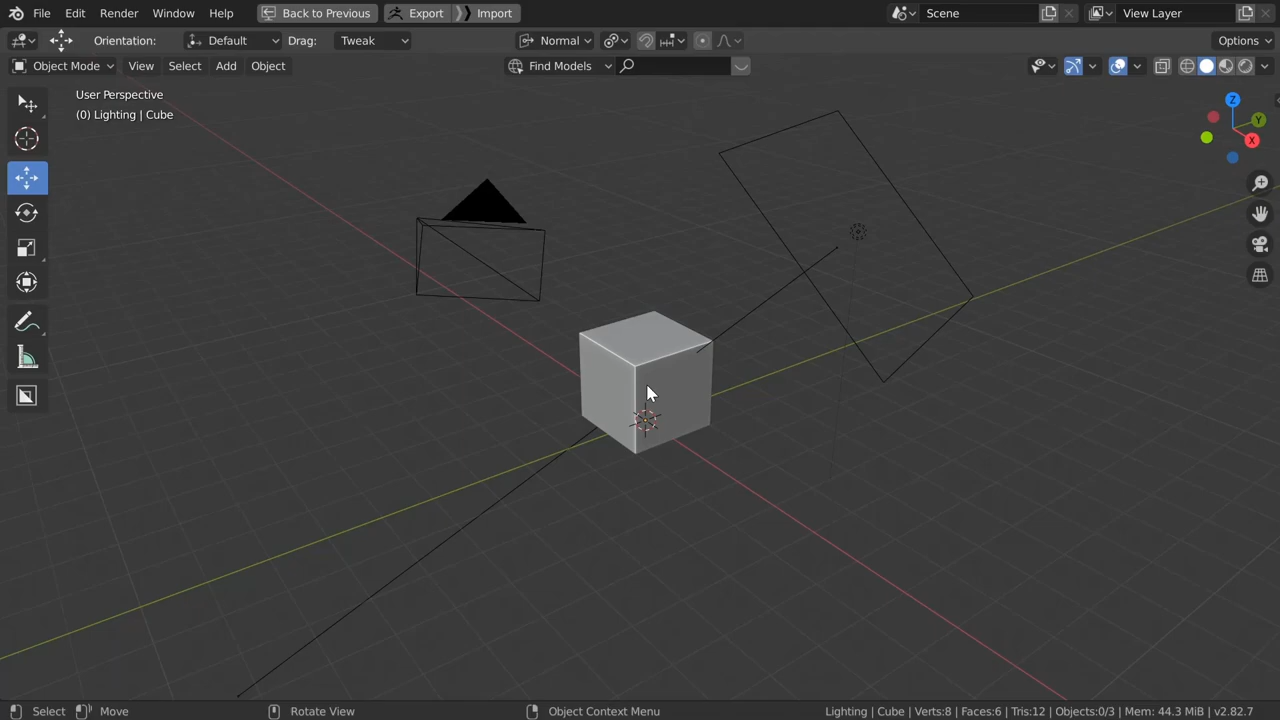 File Edit Render Window Help Back to Previous Export Import Scene View Layer
Orientation: Default Drag: Tweak Normal Options
Object Mode View Select Add Object Find Models
User Perspective
(0) Lighting | Cube
Z
Y
X
Select Move Rotate View Object Context Menu Lighting | Cube | Verts:8 | Faces:6 | Tris:12 | Objects:0/3 | Mem: 44.3 MiB | v2.82.7